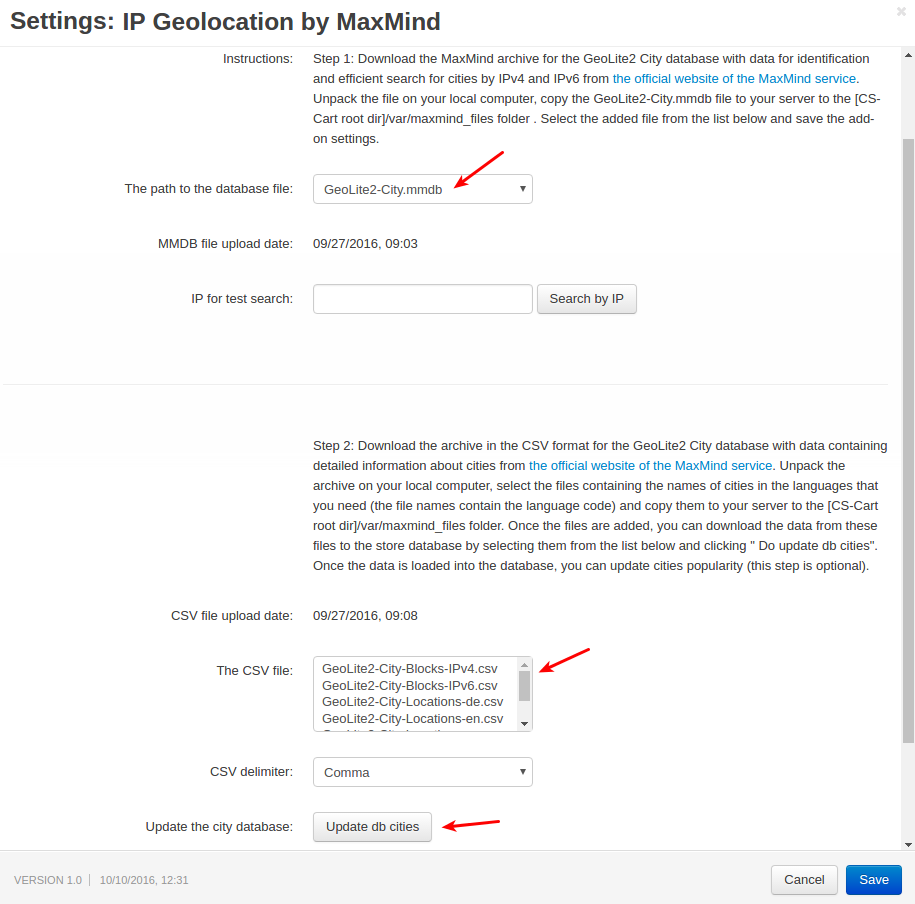 Settings: IP Geolocation by MaxMind
Instructions:
Step 1: Download the MaxMind archive for the GeoLite2 City database with data for identification
and efficient search for cities by IPv4 and IPv6 from the official website of the MaxMind service.
Unpack the file on your local computer, copy the GeoLite2-City.mmdb file to your server to the [CS-
Cart root dir]/var/maxmind_files folder . Select the added file from the list below and save the add-
on settings.
The path to the database file: GeoLite2-City.mmdb
MMDB file upload date: 09/27/2016, 09:03
IP for test search: Search by IP
Step 2: Download the archive in the CSV format for the GeoLite2 City database with data containing
detailed information about cities from the official website of the MaxMind service. Unpack the
archive on your local computer, select the files containing the names of cities in the languages that
you need (the file names contain the language code) and copy them to your server to the [CS-Cart
root dir]/var/maxmind_files folder. Once the files are added, you can download the data from these
files to the store database by selecting them from the list below and clicking " Do update db cities".
Once the data is loaded into the database, you can update cities popularity (this step is optional).
CSV file upload date: 09/27/2016, 09:08
The CSV file:
GeoLite2-City-Blocks-IPv4.csv
GeoLite2-City-Blocks-IPv6.csv
GeoLite2-City-Locations-de.csv
GeoLite2-City-Locations-en.csv
CSV delimiter: Comma
Update the city database: Update db cities
VERSION 1.0 | 10/10/2016, 12:31
Cancel Save